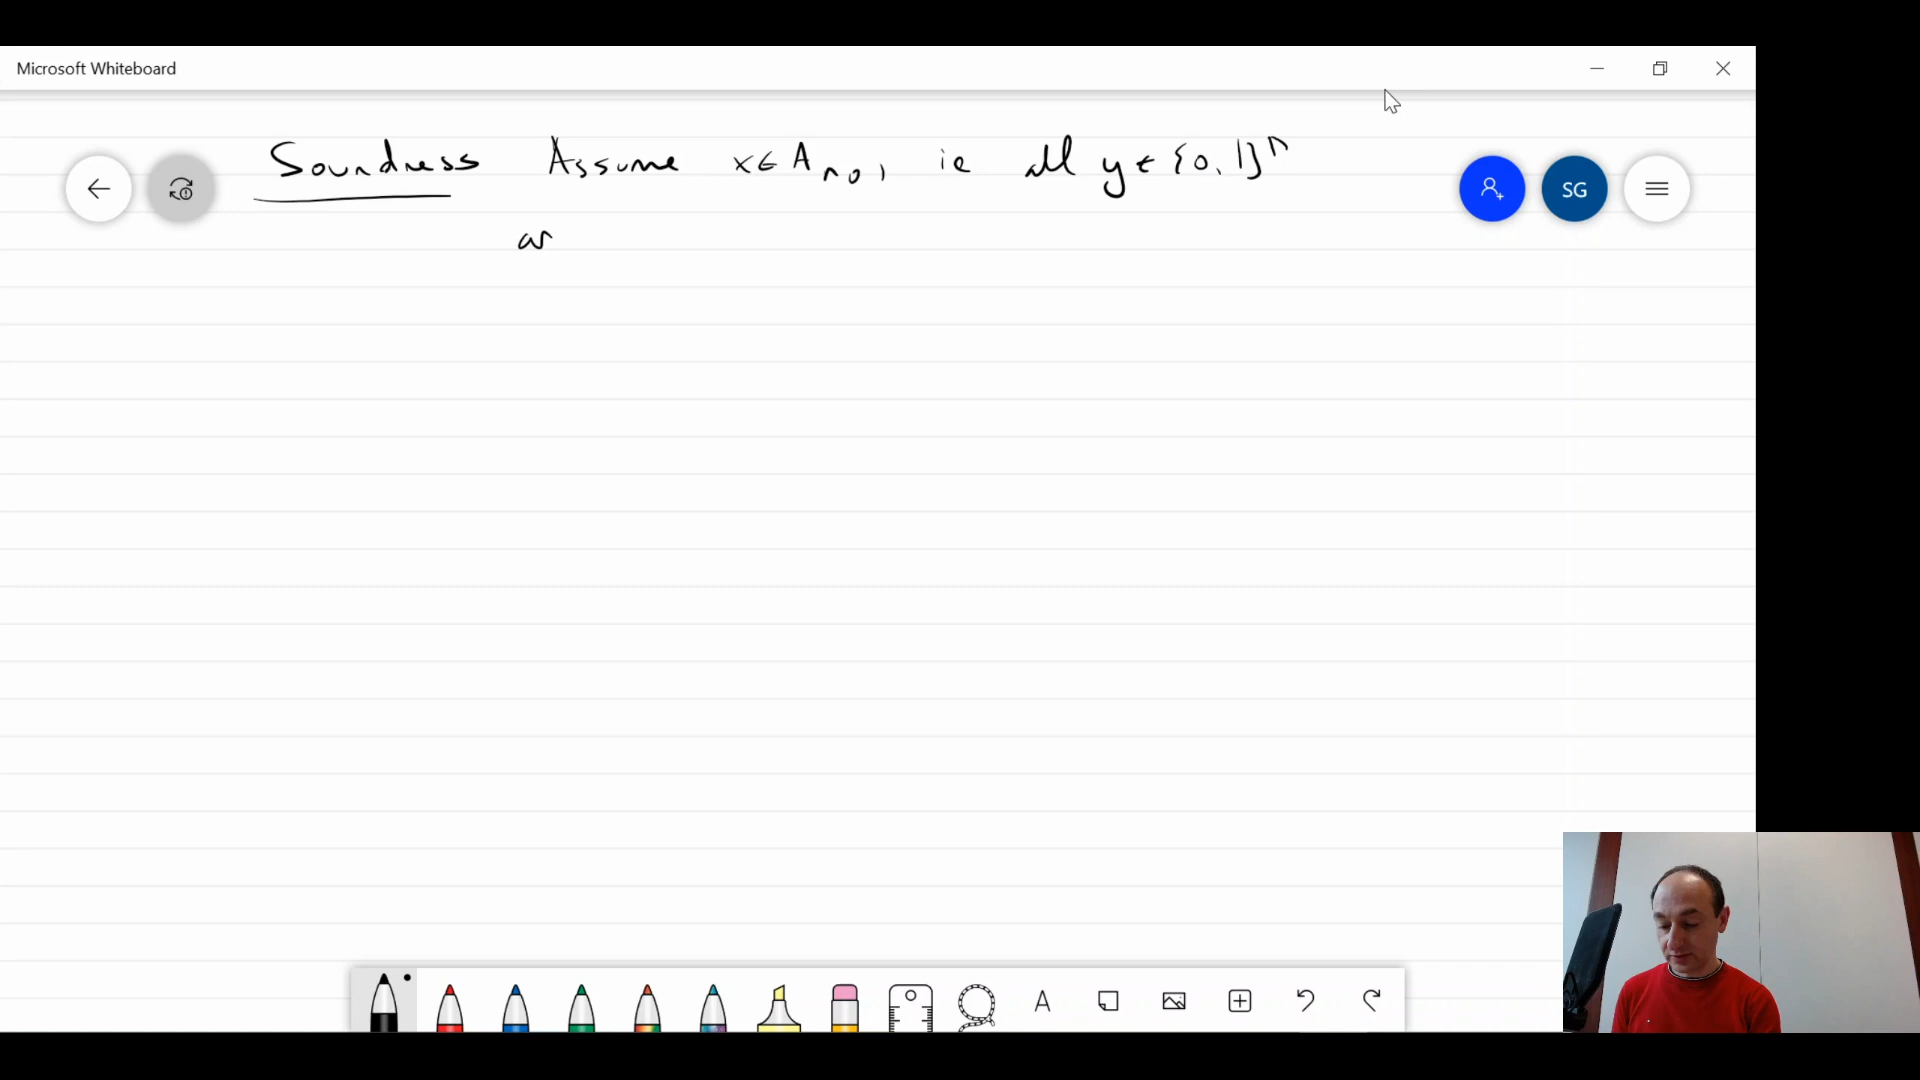 Microsoft Whiteboard
Soundness Assume x ∈ A_no, ie all y ∈ {0,1}^n
SG
A